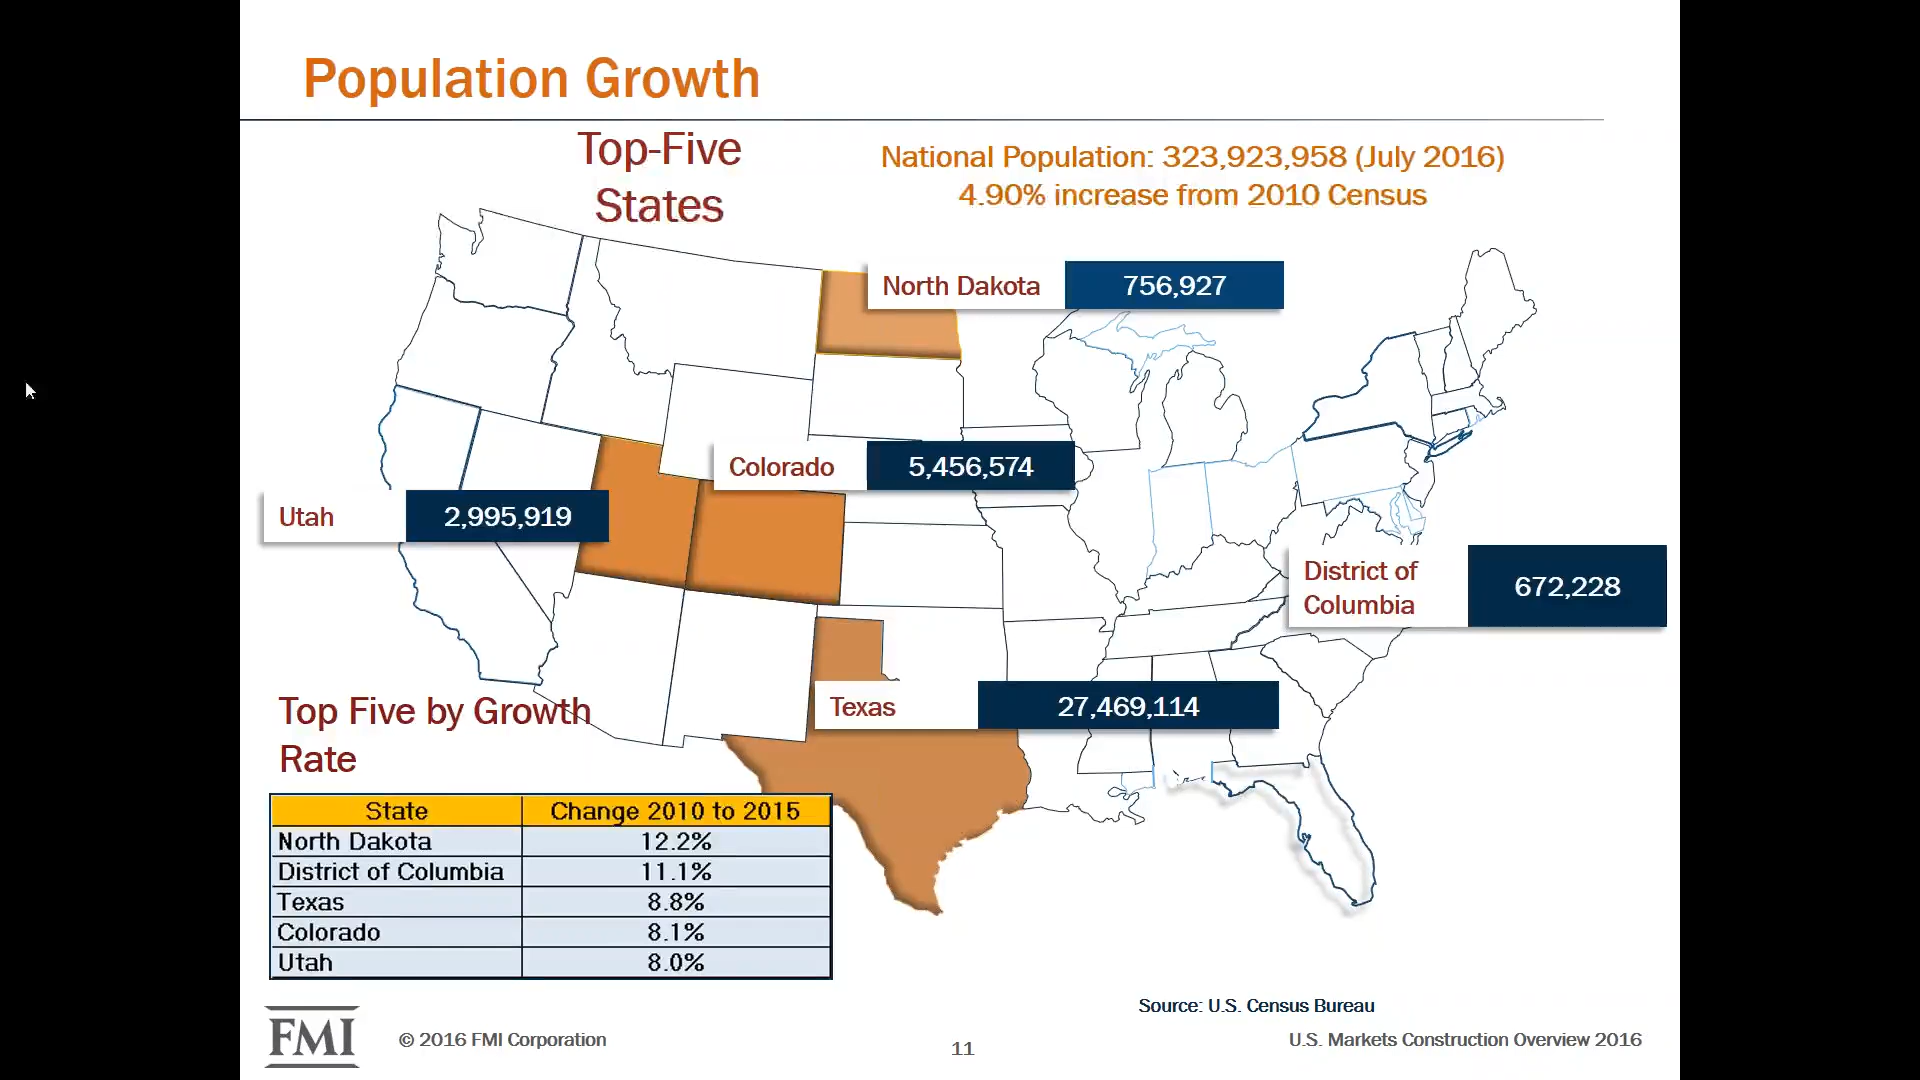 Population Growth
Top-Five
States
National Population: 323,923,958 (July 2016)
4.90% increase from 2010 Census
North Dakota 756,927
Colorado 5,456,574
Utah 2,995,919
District of
Columbia
672,228
Texas 27,469,114
Top Five by Growth
Rate
State Change 2010 to 2015
North Dakota 12.2%
District of Columbia 11.1%
Texas 8.8%
Colorado 8.1%
Utah 8.0%
Source: U.S. Census Bureau
FMI © 2016 FMI Corporation 11 U.S. Markets Construction Overview 2016